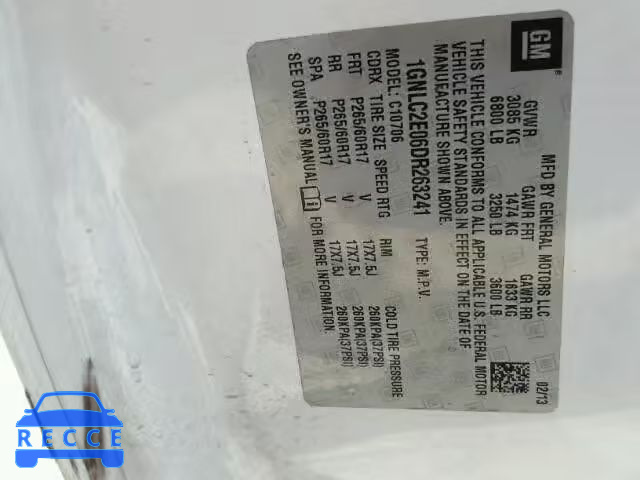 GM
®
MFD BY GENERAL MOTORS LLC
02/13
GVWR GAWR FRT GAWR RR
3085 KG 1474 KG 1633 KG
6800 LB 3250 LB 3600 LB
THIS VEHICLE CONFORMS TO ALL APPLICABLE U.S. FEDERAL MOTOR
VEHICLE SAFETY STANDARDS IN EFFECT ON THE DATE OF
MANUFACTURE SHOWN ABOVE.
1GNLC2E06DR263241 TYPE: M.P.V.
MODEL: C10706
CDRX TIRE SIZE SPEED RTG RIM COLD TIRE PRESSURE
FRT P265/60R17 V 17X7.5J 260KPA(37PSI)
RR P265/60R17 V 17X7.5J 260KPA(37PSI)
SPA P265/60R17 V 17X7.5J 260KPA(37PSI)
SEE OWNER'S MANUAL FOR MORE INFORMATION.
RECCE